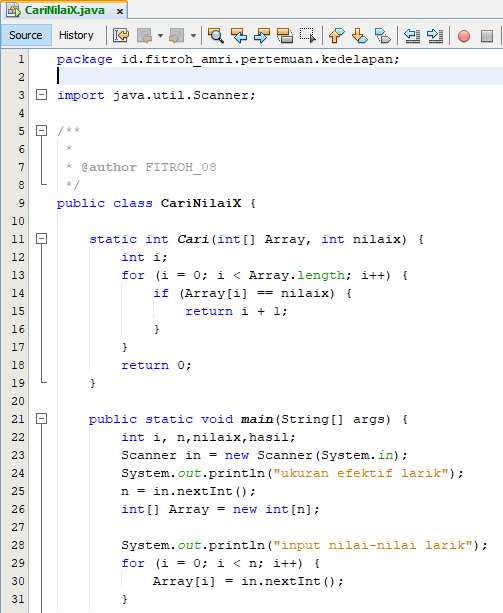 CariNilaiX.java
Source History
1 package id.fitroh_amri.pertemuan.kedelapan;
2
3 import java.util.Scanner;
4
5 /**
6  *
7  * @author FITROH_08
8  */
9 public class CariNilaiX {
10
11     static int Cari(int[] Array, int nilaix) {
12         int i;
13         for (i = 0; i < Array.length; i++) {
14             if (Array[i] == nilaix) {
15                 return i + 1;
16             }
17         }
18         return 0;
19     }
20
21     public static void main(String[] args) {
22         int i, n,nilaix,hasil;
23         Scanner in = new Scanner(System.in);
24         System.out.println("ukuran efektif larik");
25         n = in.nextInt();
26         int[] Array = new int[n];
27
28         System.out.println("input nilai-nilai larik");
29         for (i = 0; i < n; i++) {
30             Array[i] = in.nextInt();
31         }